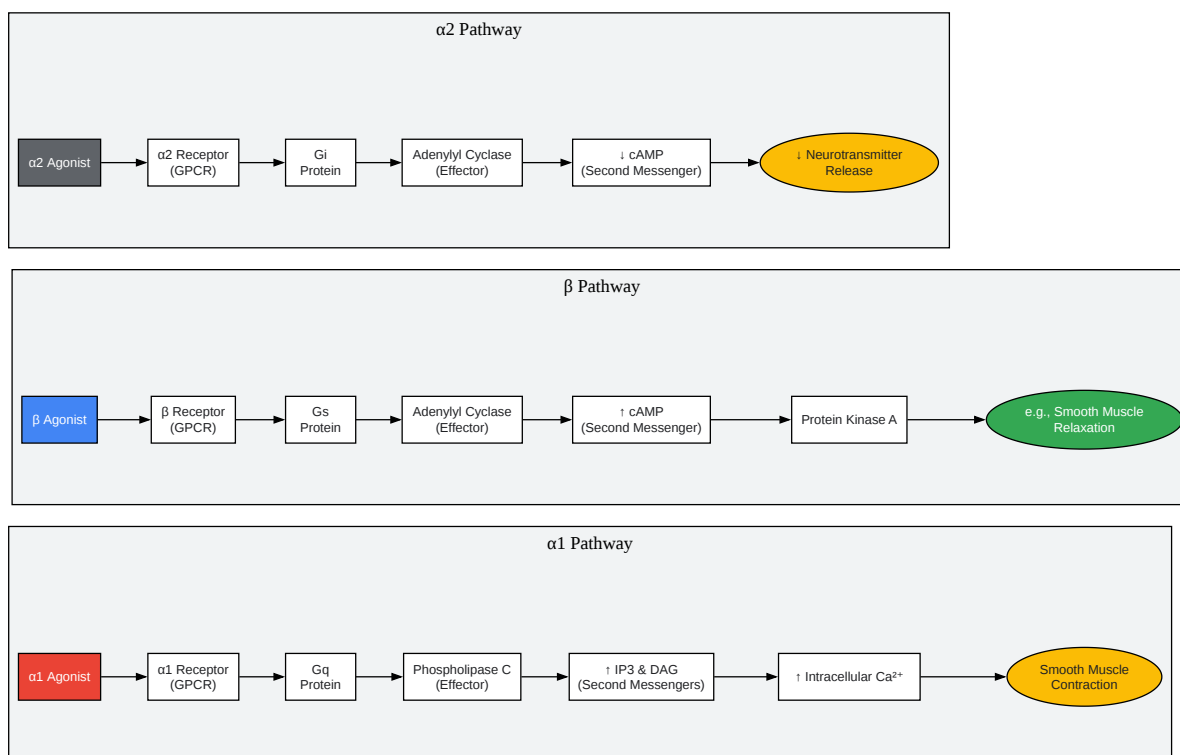 α2 Pathway
α2 Agonist
α2 Receptor
(GPCR)
Gi
Protein
Adenylyl Cyclase
(Effector)
↓ cAMP
(Second Messenger)
↓ Neurotransmitter
Release
β Pathway
β Agonist
β Receptor
(GPCR)
Gs
Protein
Adenylyl Cyclase
(Effector)
↑ cAMP
(Second Messenger)
Protein Kinase A
e.g., Smooth Muscle
Relaxation
α1 Pathway
α1 Agonist
α1 Receptor
(GPCR)
Gq
Protein
Phospholipase C
(Effector)
↑ IP3 & DAG
(Second Messengers)
↑ Intracellular Ca²⁺
Smooth Muscle
Contraction